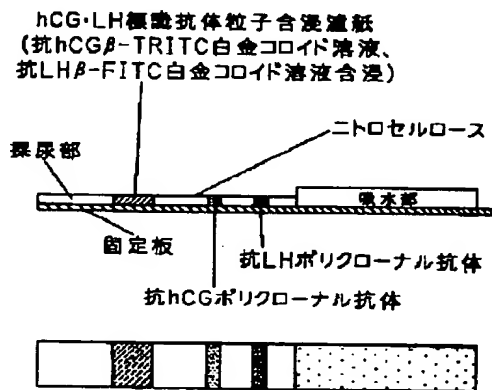 hCG・LH標識抗体粒子含浸濾紙
(抗hCGβ-TRITC白金コロイド溶液、
抗LHβ-FITC白金コロイド溶液含浸)
ニトロセルロース
採尿部
吸水部
固定板
抗LHポリクローナル抗体
抗hCGポリクローナル抗体